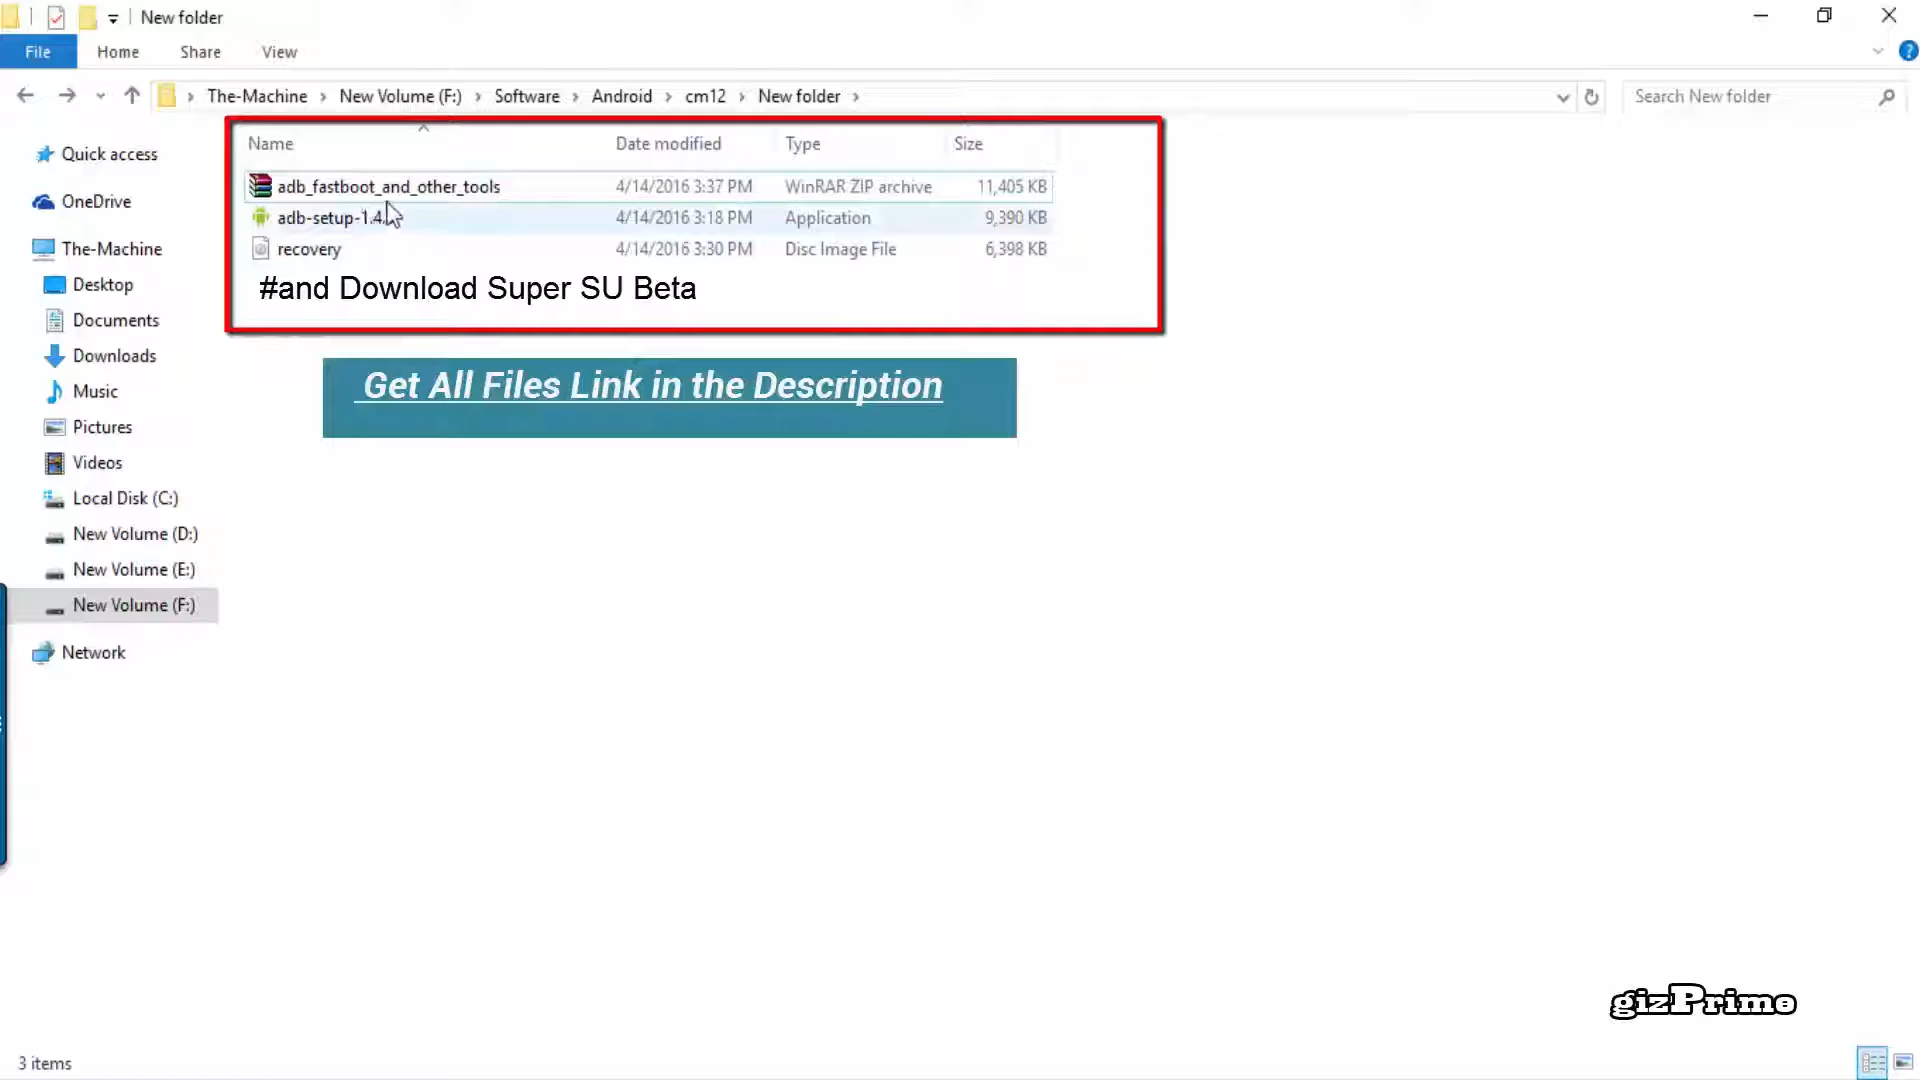 New folder
File Home Share View
The-Machine New Volume (F:) Software Android cm12 New folder
Search New folder
Name Date modified Type Size
adb_fastboot_and_other_tools 4/14/2016 3:37 PM WinRAR ZIP archive 11,405 KB
adb-setup-1.4. 4/14/2016 3:18 PM Application 9,390 KB
recovery 4/14/2016 3:30 PM Disc Image File 6,398 KB
#and Download Super SU Beta
Get All Files Link in the Description
Quick access
OneDrive
The-Machine
Desktop
Documents
Downloads
Music
Pictures
Videos
Local Disk (C:)
New Volume (D:)
New Volume (E:)
New Volume (F:)
Network
gizPrime
3 items